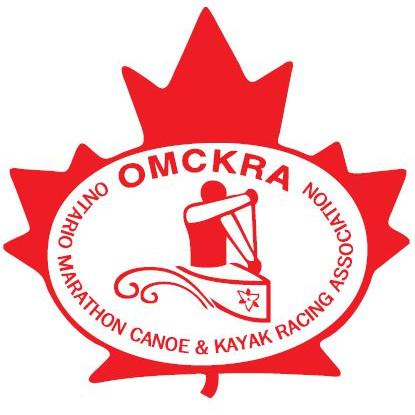 OMCKRA
ONTARIO MARATHON CANOE & KAYAK RACING ASSOCIATION